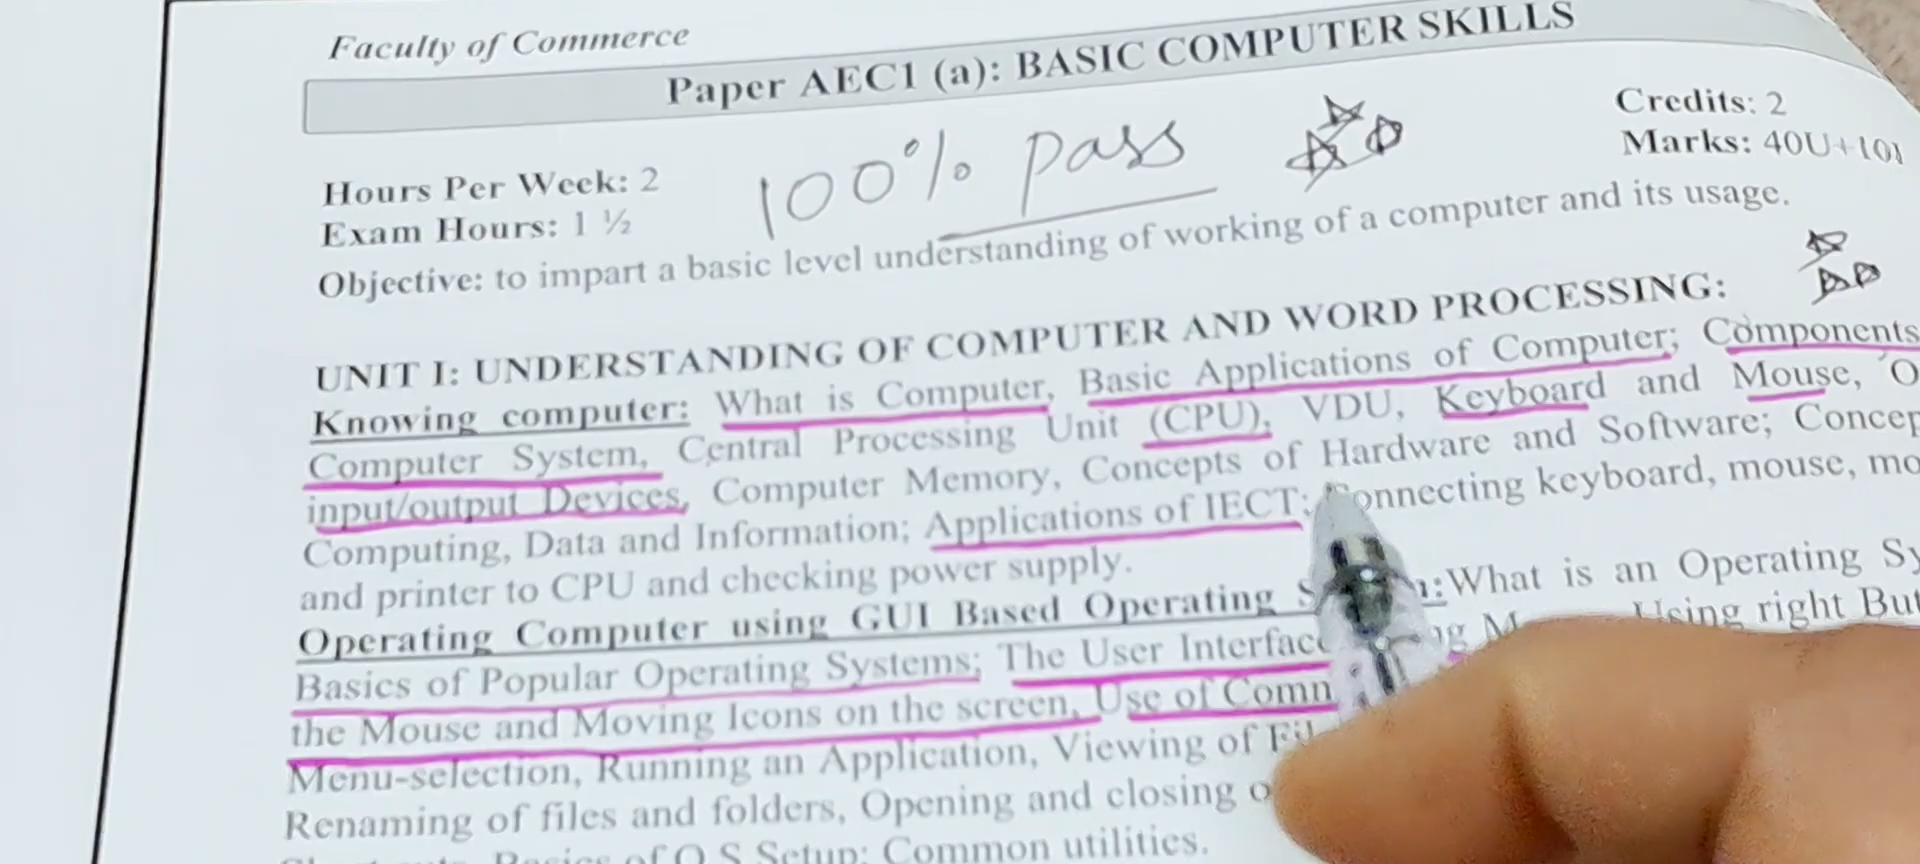 Faculty of Commerce
Paper AEC1 (a): BASIC COMPUTER SKILLS
Credits: 2
Hours Per Week: 2
100% pass
Marks: 40U+10I
Exam Hours: 1 ½
Objective: to impart a basic level understanding of working of a computer and its usage.
UNIT I: UNDERSTANDING OF COMPUTER AND WORD PROCESSING:
Knowing computer: What is Computer, Basic Applications of Computer; Components
Computer System, Central Processing Unit (CPU), VDU, Keyboard and Mouse,
input/output Devices, Computer Memory, Concepts of Hardware and Software;
Computing, Data and Information; Applications of IECT; Connecting keyboard, mouse,
and printer to CPU and checking power supply.
Operating Computer using GUI Based Operating What is an Operating
Basics of Popular Operating Systems; The User Interface Using right
the Mouse and Moving Icons on the screen, Use of
Menu-selection, Running an Application, Viewing of
Renaming of files and folders, Opening and closing
Basics of O.S Setup; Common utilities.